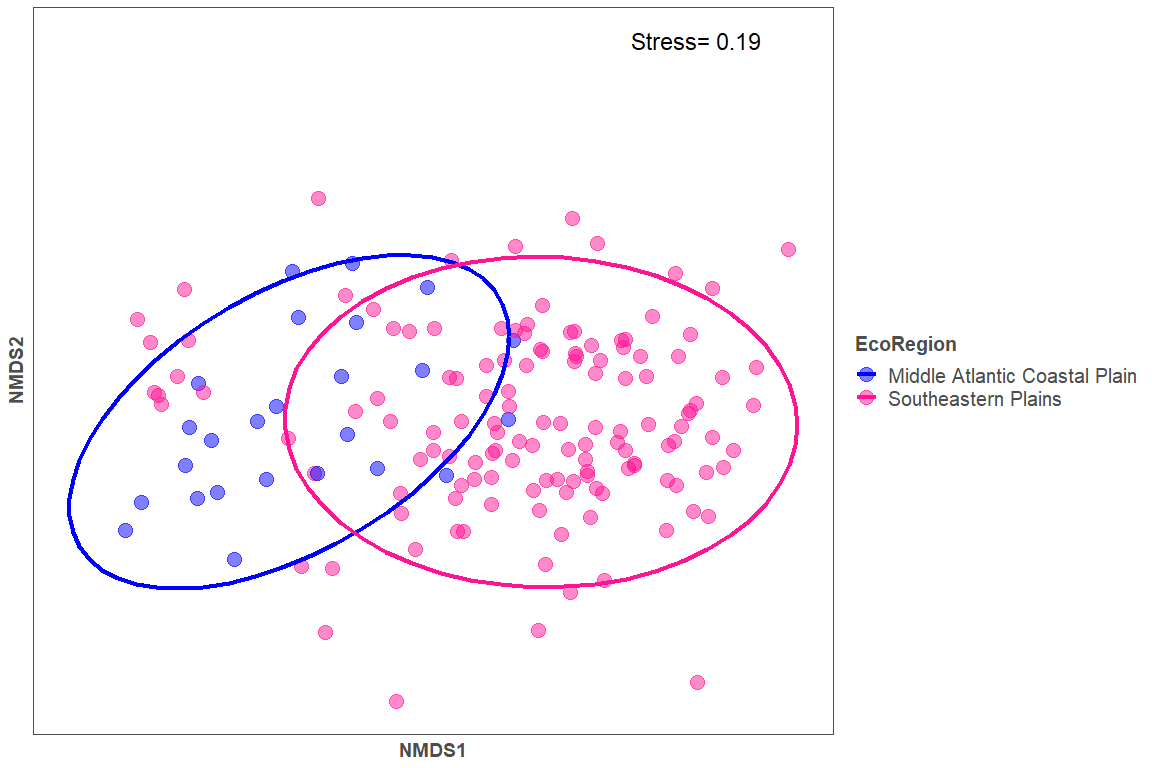 Stress= 0.19
NMDS2
EcoRegion
Middle Atlantic Coastal Plain
Southeastern Plains
NMDS1